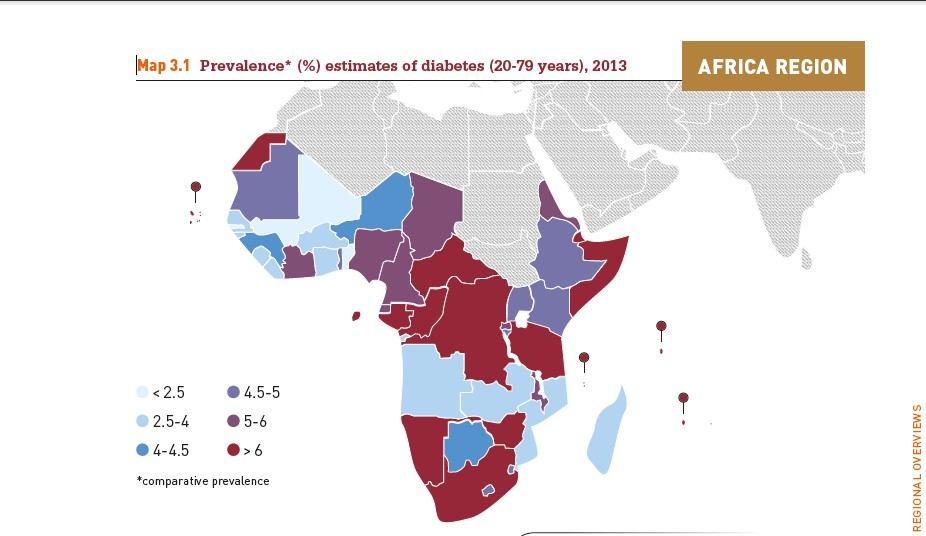 Map 3.1 Prevalence* (%) estimates of diabetes (20-79 years), 2013
AFRICA REGION
< 2.5
2.5-4
4-4.5
4.5-5
5-6
> 6
*comparative prevalence
REGIONAL OVERVIEWS